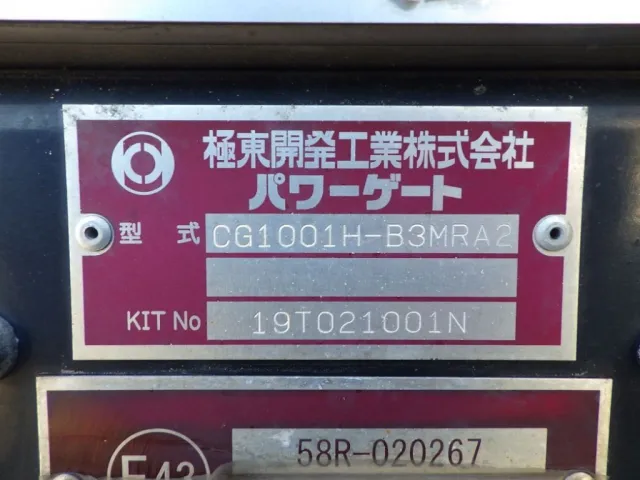 極東開発工業株式会社
パワーゲート
型式 CG1001H-B3MRA2
KIT No 19T021001N
E43 58R-020267